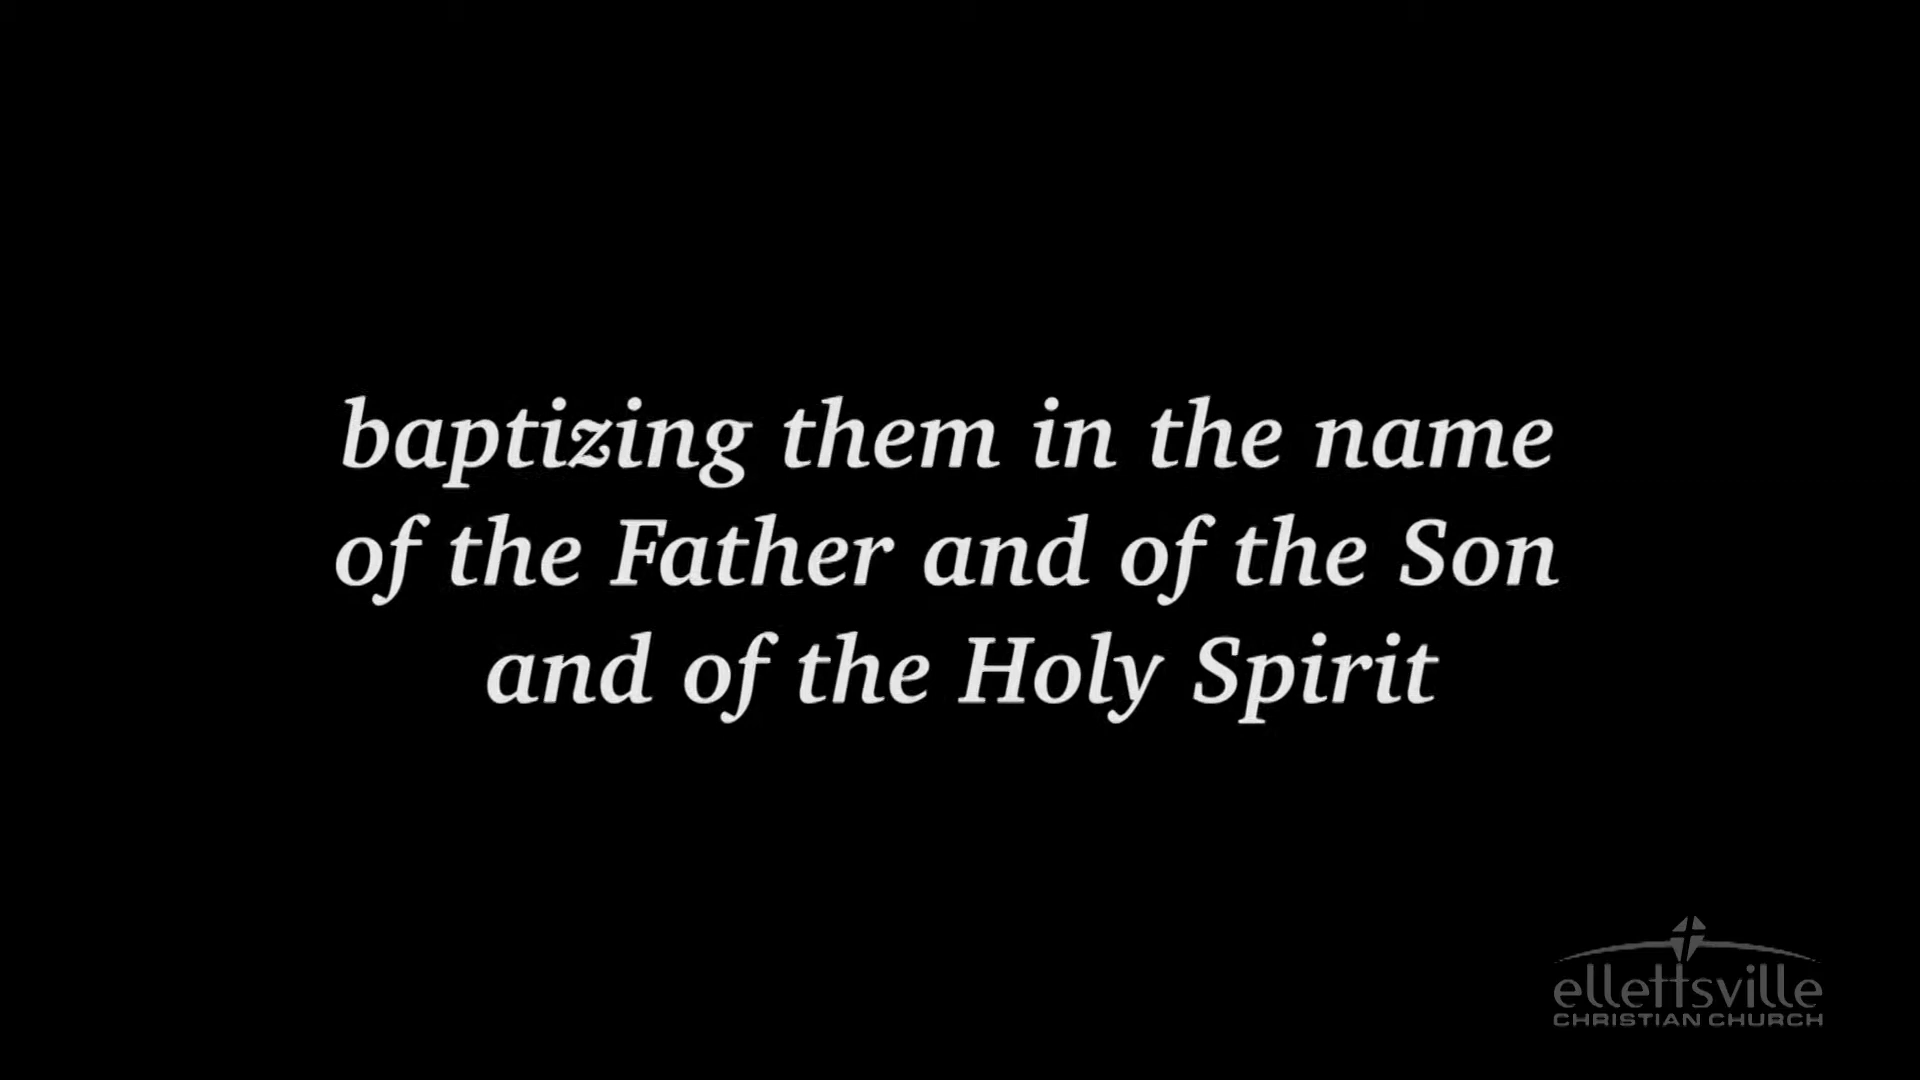 baptizing them in the name
of the Father and of the Son
and of the Holy Spirit
ellettsville
CHRISTIAN CHURCH